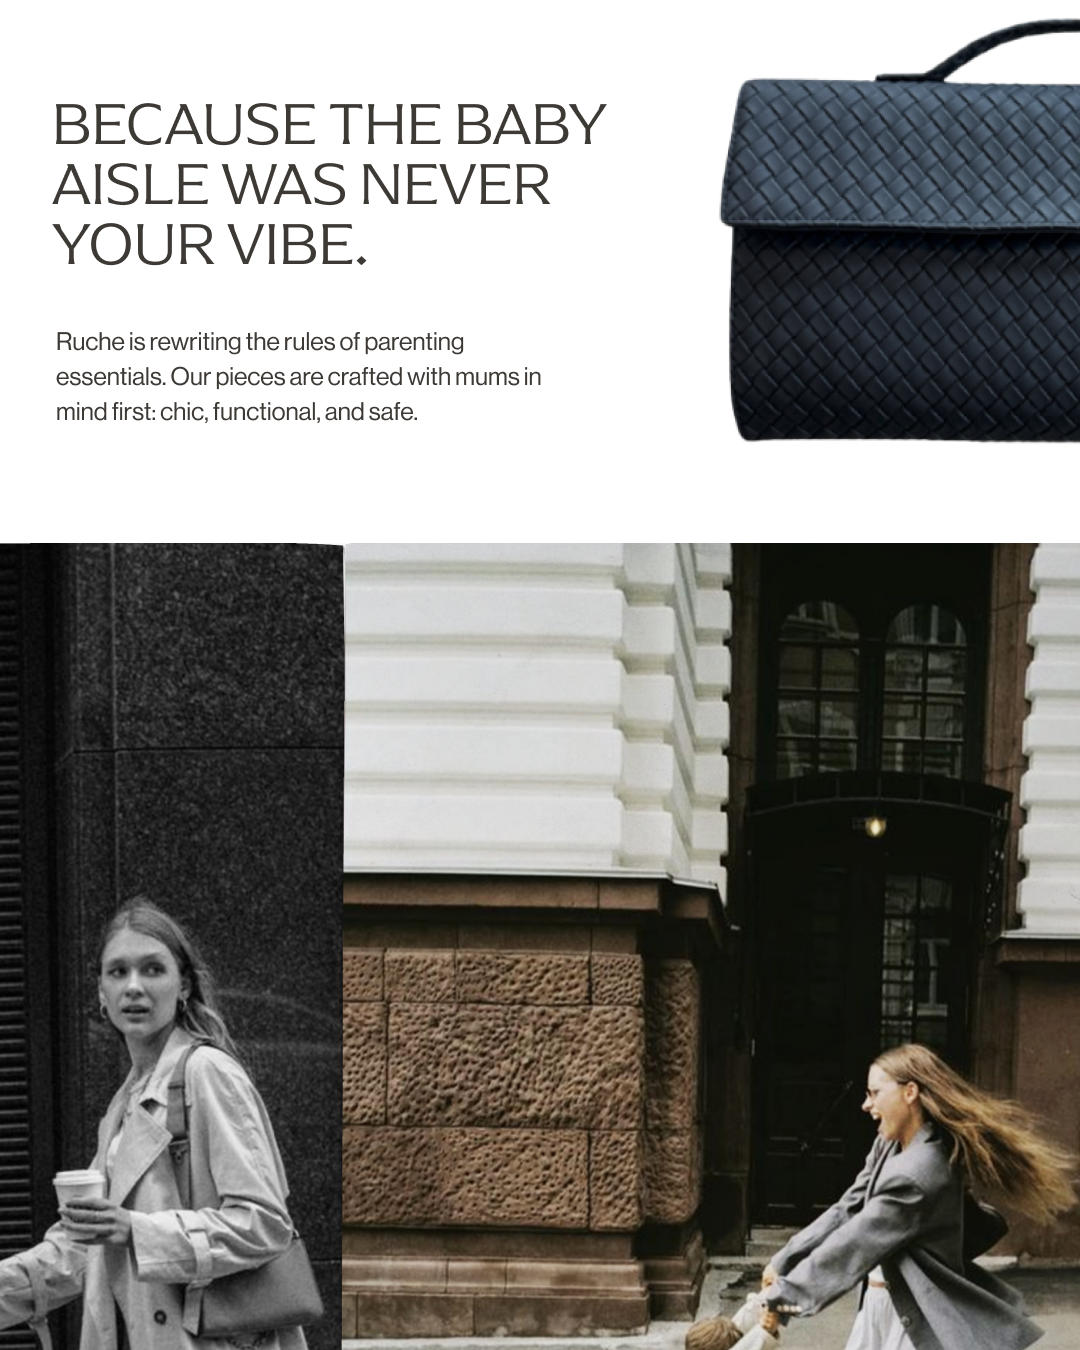 BECAUSE THE BABY
AISLE WAS NEVER
YOUR VIBE.
Ruche is rewriting the rules of parenting
essentials. Our pieces are crafted with mums in
mind first: chic, functional, and safe.